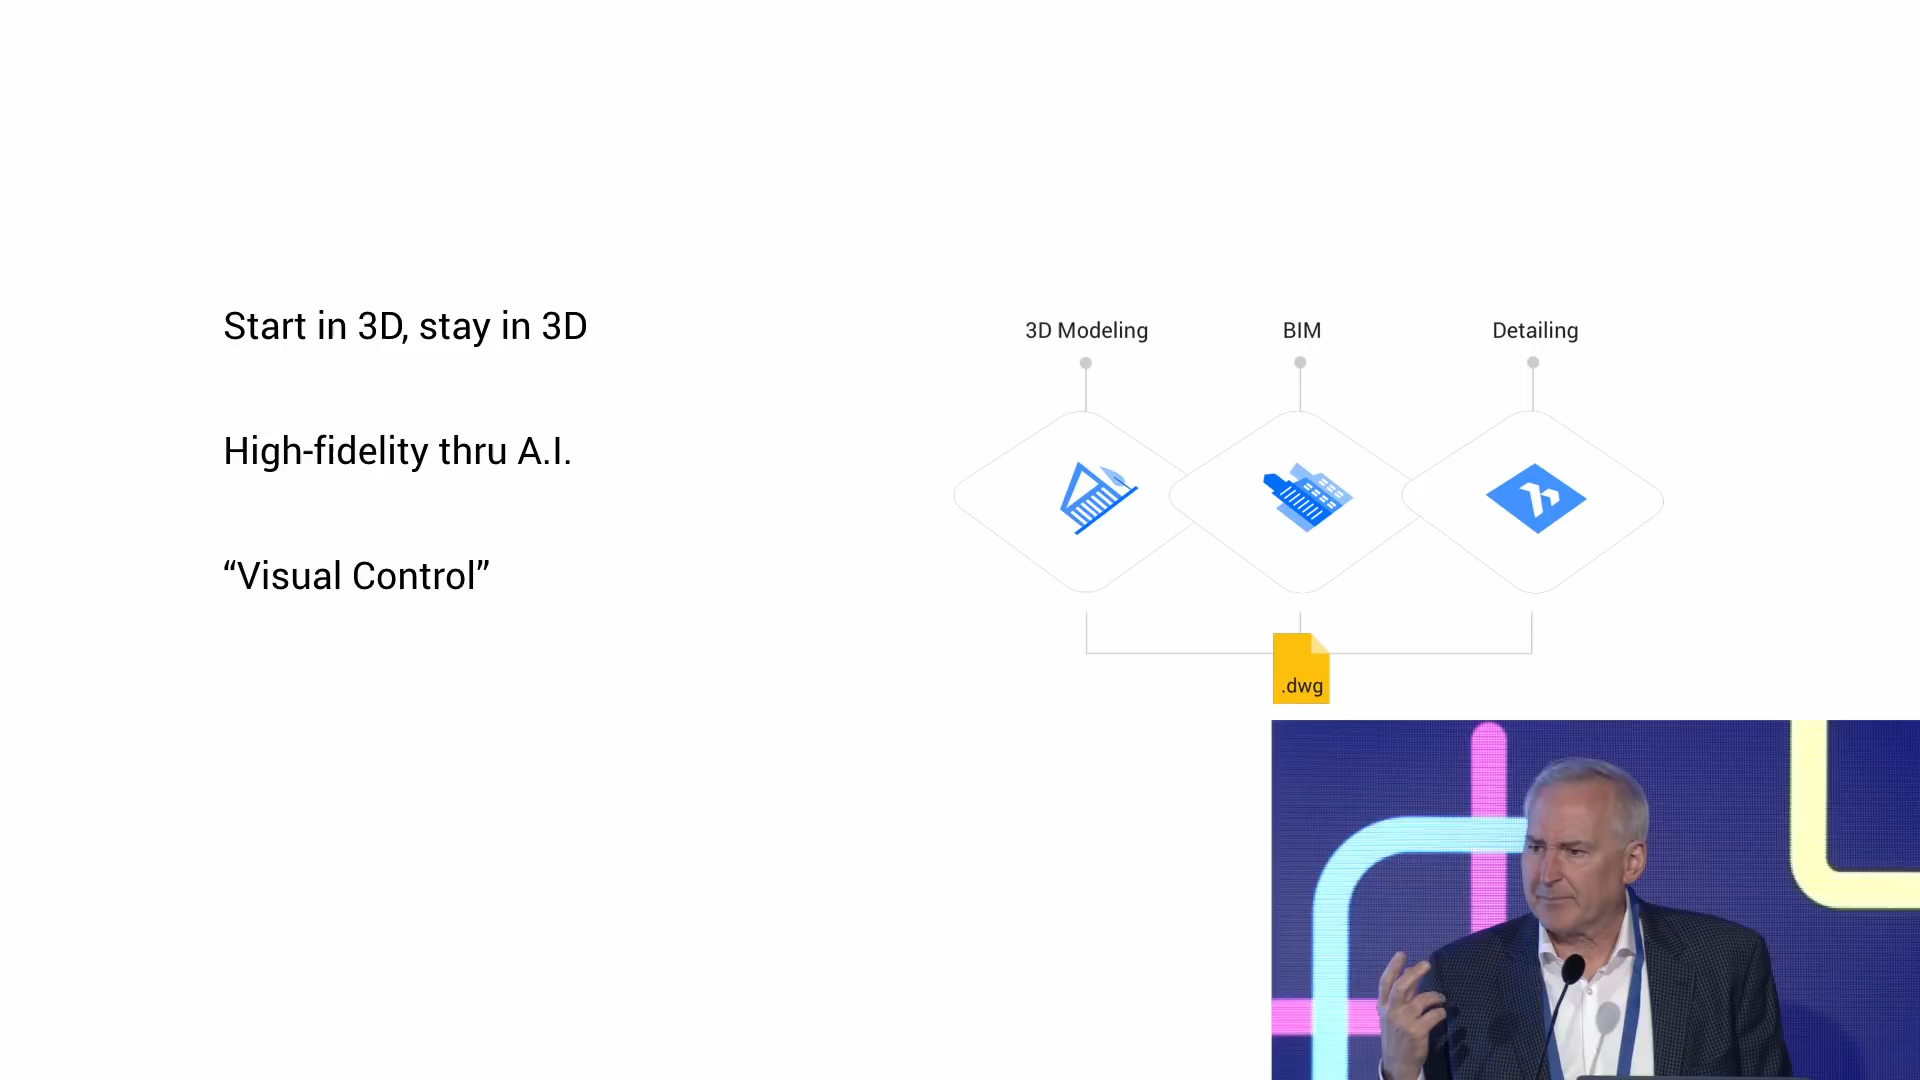 Start in 3D, stay in 3D
High-fidelity thru A.I.
“Visual Control”
3D Modeling
BIM
Detailing
.dwg